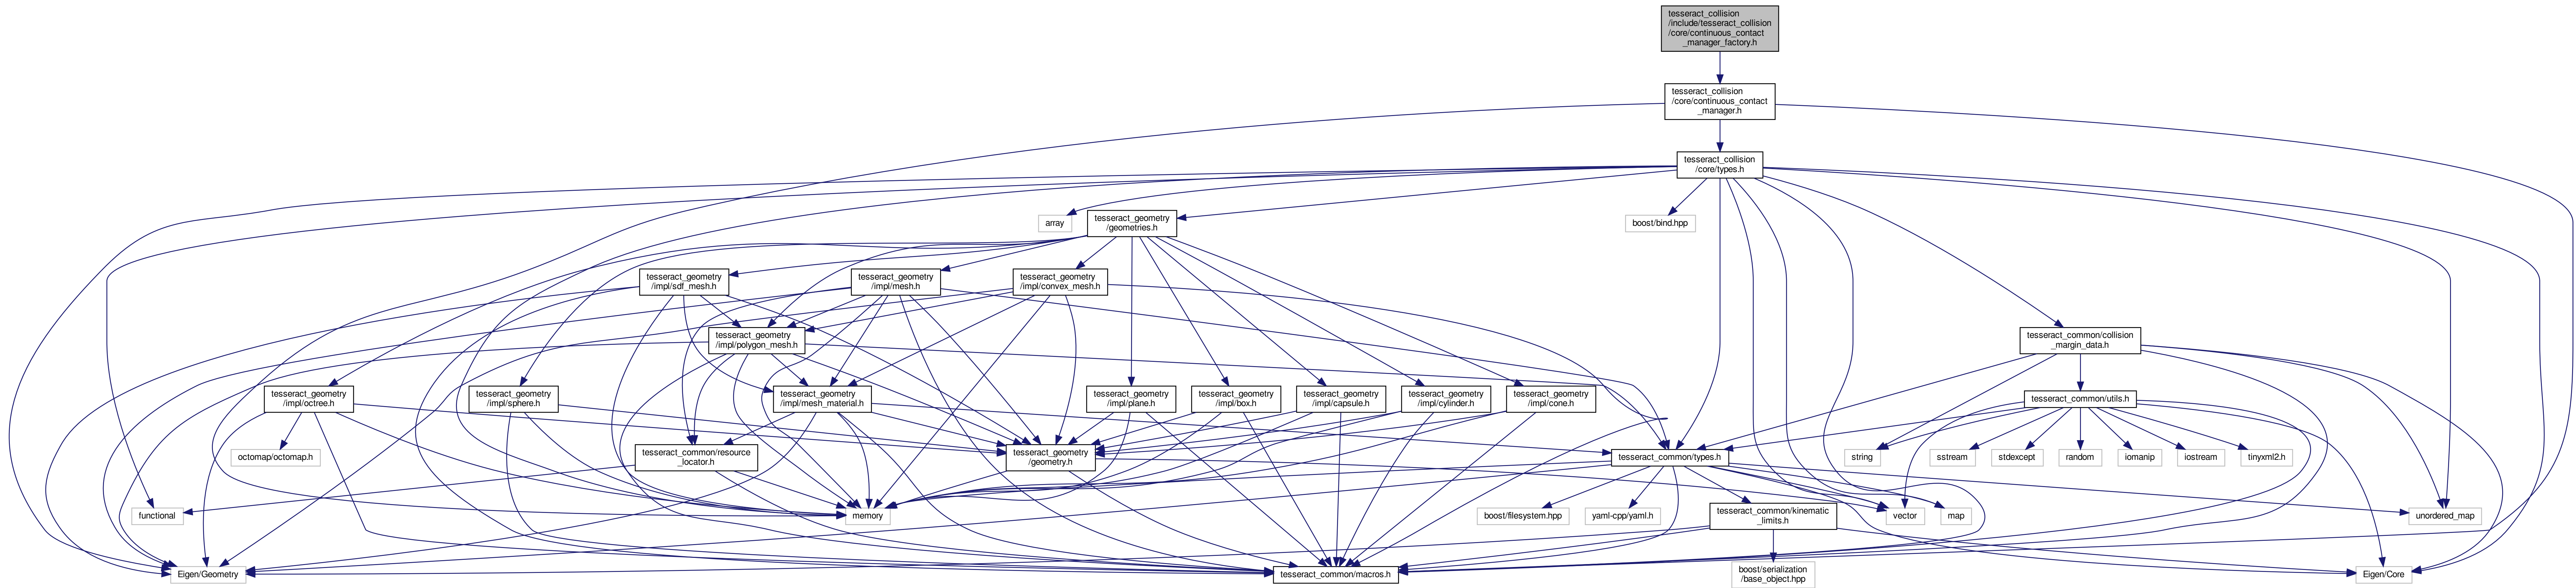 tesseract_collision
/include/tesseract_collision
/core/continuous_contact
_manager_factory.h
tesseract_collision
/core/continuous_contact
_manager.h
tesseract_collision
/core/types.h
array
tesseract_geometry
/geometries.h
boost/bind.hpp
tesseract_geometry
/impl/sdf_mesh.h
tesseract_geometry
/impl/mesh.h
tesseract_geometry
/impl/convex_mesh.h
tesseract_geometry
/impl/polygon_mesh.h
tesseract_common/collision
_margin_data.h
tesseract_geometry
/impl/octree.h
tesseract_geometry
/impl/sphere.h
tesseract_geometry
/impl/mesh_material.h
tesseract_geometry
/impl/plane.h
tesseract_geometry
/impl/box.h
tesseract_geometry
/impl/capsule.h
tesseract_geometry
/impl/cylinder.h
tesseract_geometry
/impl/cone.h
tesseract_common/utils.h
octomap/octomap.h
tesseract_common/resource
_locator.h
tesseract_geometry
/geometry.h
tesseract_common/types.h
string
sstream
stdexcept
random
iomanip
iostream
tinyxml2.h
functional
memory
boost/filesystem.hpp
yaml-cpp/yaml.h
tesseract_common/kinematic
_limits.h
vector
map
unordered_map
Eigen/Geometry
tesseract_common/macros.h
boost/serialization
/base_object.hpp
Eigen/Core